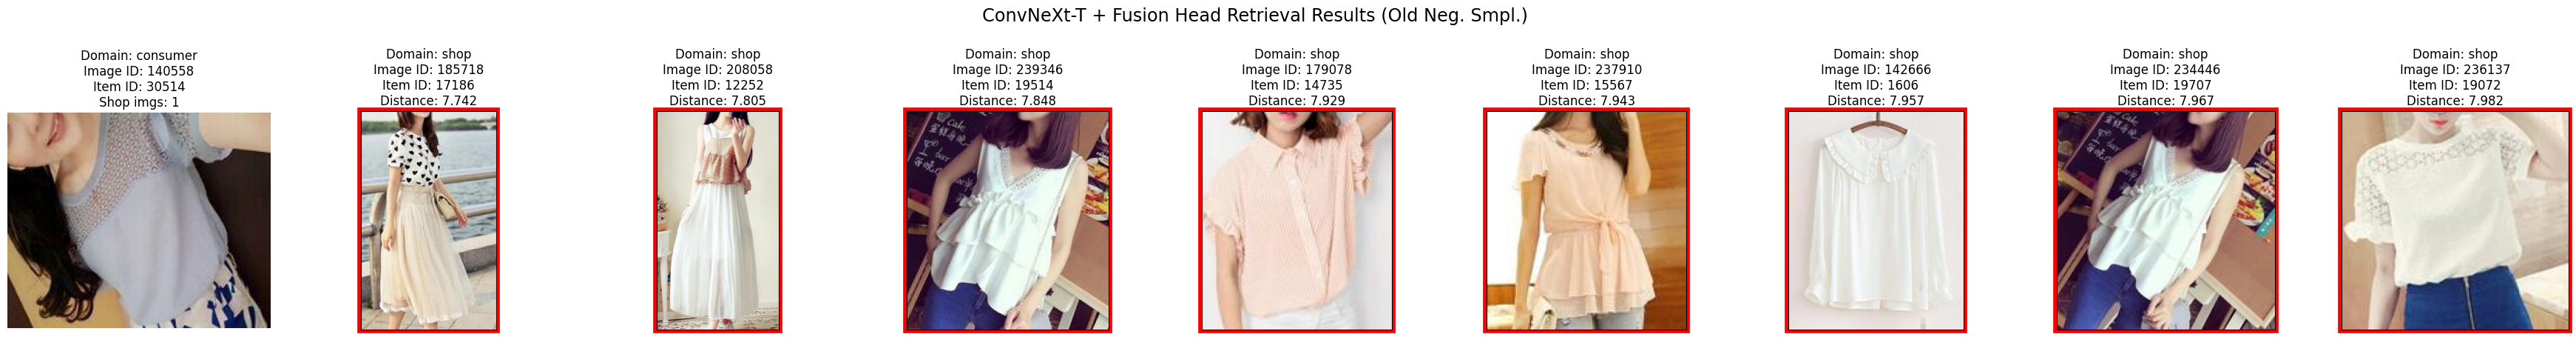 ConvNeXt-T + Fusion Head Retrieval Results (Old Neg. Smpl.)
Domain: consumer
Image ID: 140558
Item ID: 30514
Shop imgs: 1
Domain: shop
Image ID: 185718
Item ID: 17186
Distance: 7.742
Domain: shop
Image ID: 208058
Item ID: 12252
Distance: 7.805
Domain: shop
Image ID: 239346
Item ID: 19514
Distance: 7.848
Domain: shop
Image ID: 179078
Item ID: 14735
Distance: 7.929
Domain: shop
Image ID: 237910
Item ID: 15567
Distance: 7.943
Domain: shop
Image ID: 142666
Item ID: 1606
Distance: 7.957
Domain: shop
Image ID: 234446
Item ID: 19707
Distance: 7.967
Domain: shop
Image ID: 236137
Item ID: 19072
Distance: 7.982
Cake
Cake